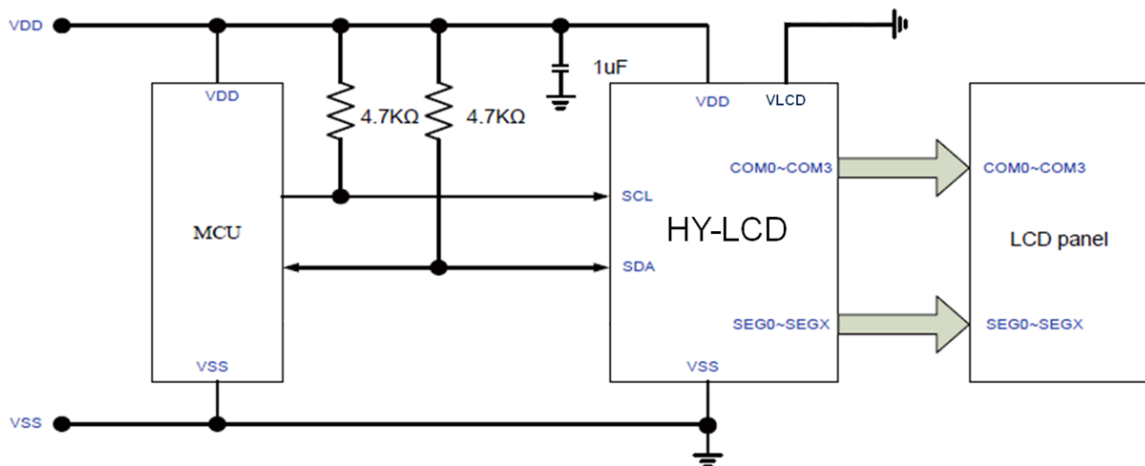 VDD
1uF
VDD
VDD
VLCD
4.7KΩ
4.7KΩ
COM0~COM3
COM0~COM3
SCL
MCU
HY-LCD
LCD panel
SDA
SEG0~SEGX
SEG0~SEGX
VSS
VSS
VSS